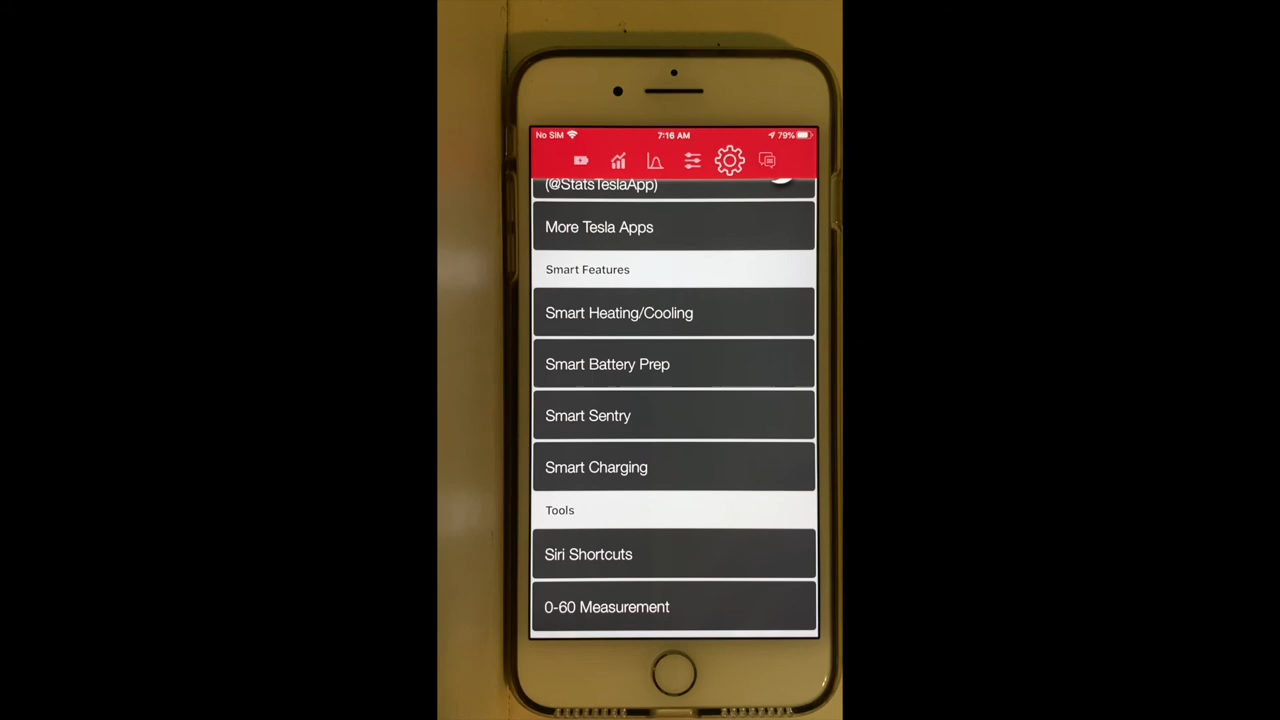 No SIM 7:16 AM 79%
(@StatsTeslaApp)
More Tesla Apps
Smart Features
Smart Heating/Cooling
Smart Battery Prep
Smart Sentry
Smart Charging
Tools
Siri Shortcuts
0-60 Measurement